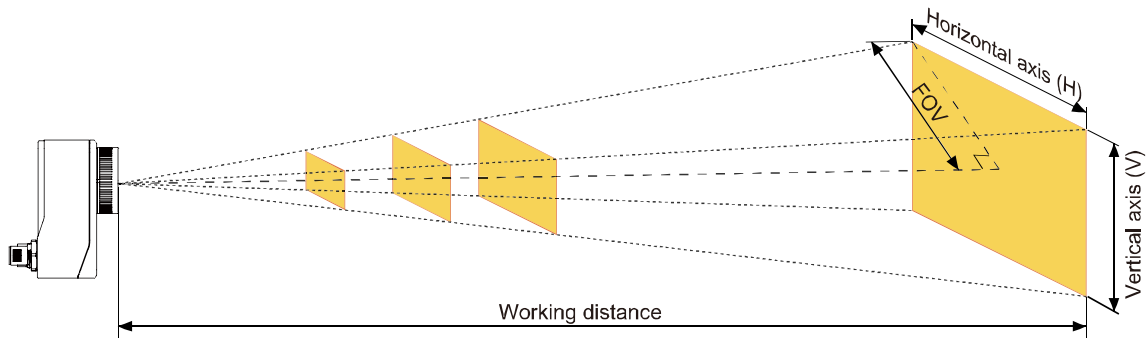 Horizontal axis (H)
FOV
Vertical axis (V)
Working distance